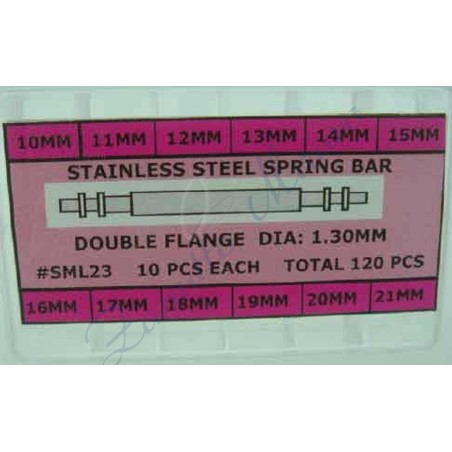 10MM 11MM 12MM 13MM 14MM 15MM
STAINLESS STEEL SPRING BAR
DOUBLE FLANGE DIA: 1.30MM
#SML23 10 PCS EACH TOTAL 120 PCS
16MM 17MM 18MM 19MM 20MM 21MM